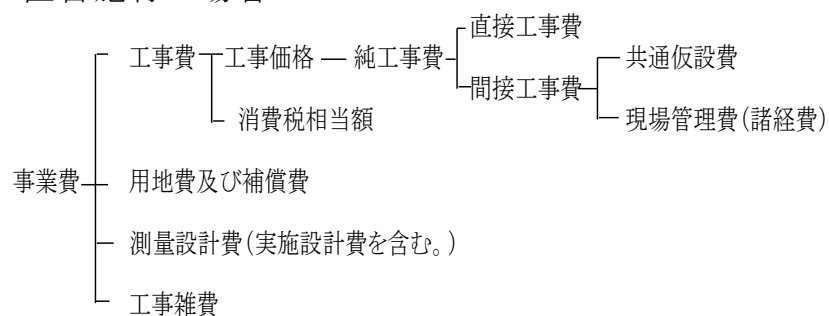 直接工事費
工事費 工事価格 純工事費 共通仮設費
間接工事費
消費税相当額 現場管理費(諸経費)
事業費 用地費及び補償費
測量設計費(実施設計費を含む。)
工事雑費